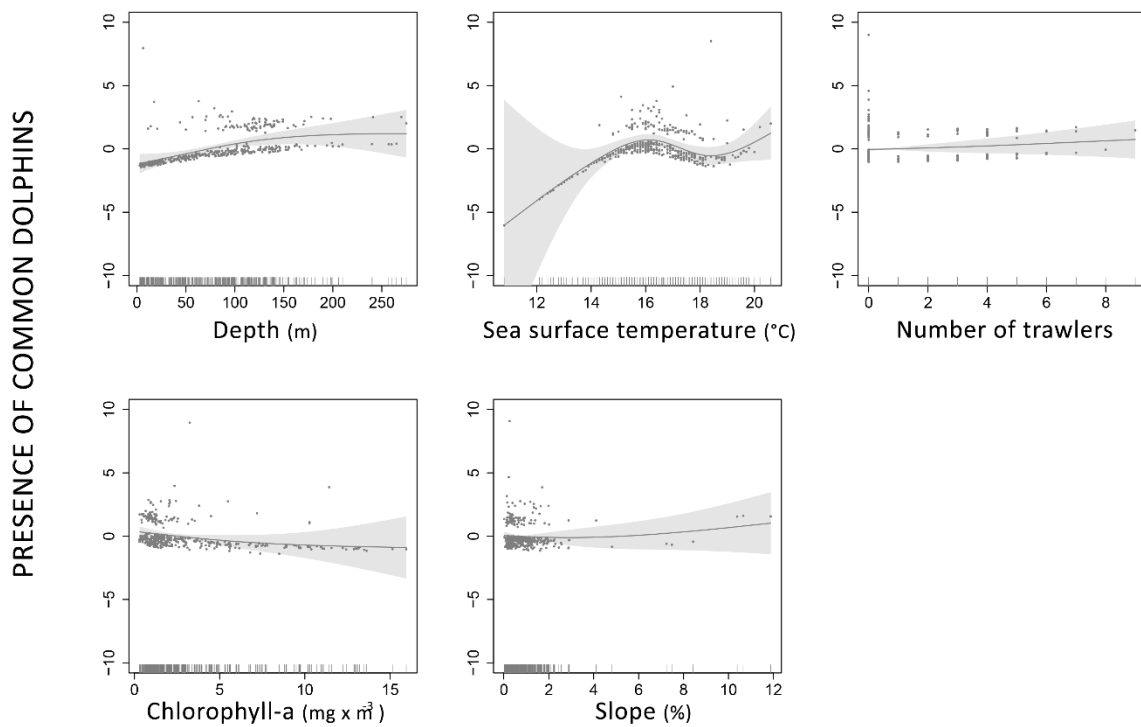 PRESENCE OF COMMON DOLPHINS
10
5
0
−5
−10
0 50 100 150 200 250
Depth (m)
10
5
0
−5
−10
12 14 16 18 20
Sea surface temperature (°C)
10
5
0
−5
−10
0 2 4 6 8
Number of trawlers
10
5
0
−5
−10
0 5 10 15
Chlorophyll-a (mg x m⁻³)
10
5
0
−5
−10
0 2 4 6 8 10 12
Slope (%)